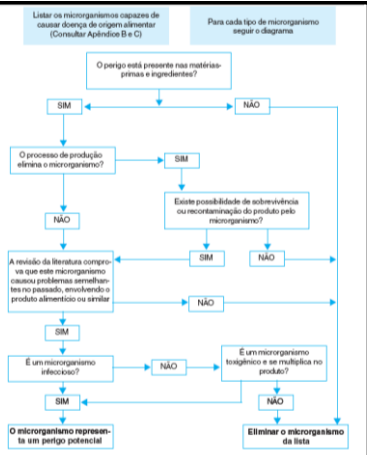 Listar os microrganismos capazes de
causar doença de origem alimentar
(Consultar Apêndice B e C)
Para cada tipo de microrganismo
seguir o diagrama
O perigo está presente nas matérias-
primas e ingredientes?
SIM
NÃO
O processo de produção
elimina o microrganismo?
SIM
Existe possibilidade de sobrevivência
ou recontaminação do produto pelo
microrganismo?
NÃO
SIM
NÃO
A revisão da literatura compro-
va que este microrganismo
causou problemas semelhan-
tes no passado, envolvendo o
produto alimentício ou similar
NÃO
SIM
É um microrganismo
infeccioso?
NÃO
É um microrganismo
toxigênico e se multiplica no
produto?
SIM
NÃO
O microrganismo represen-
ta um perigo potencial
Eliminar o microrganismo
da lista